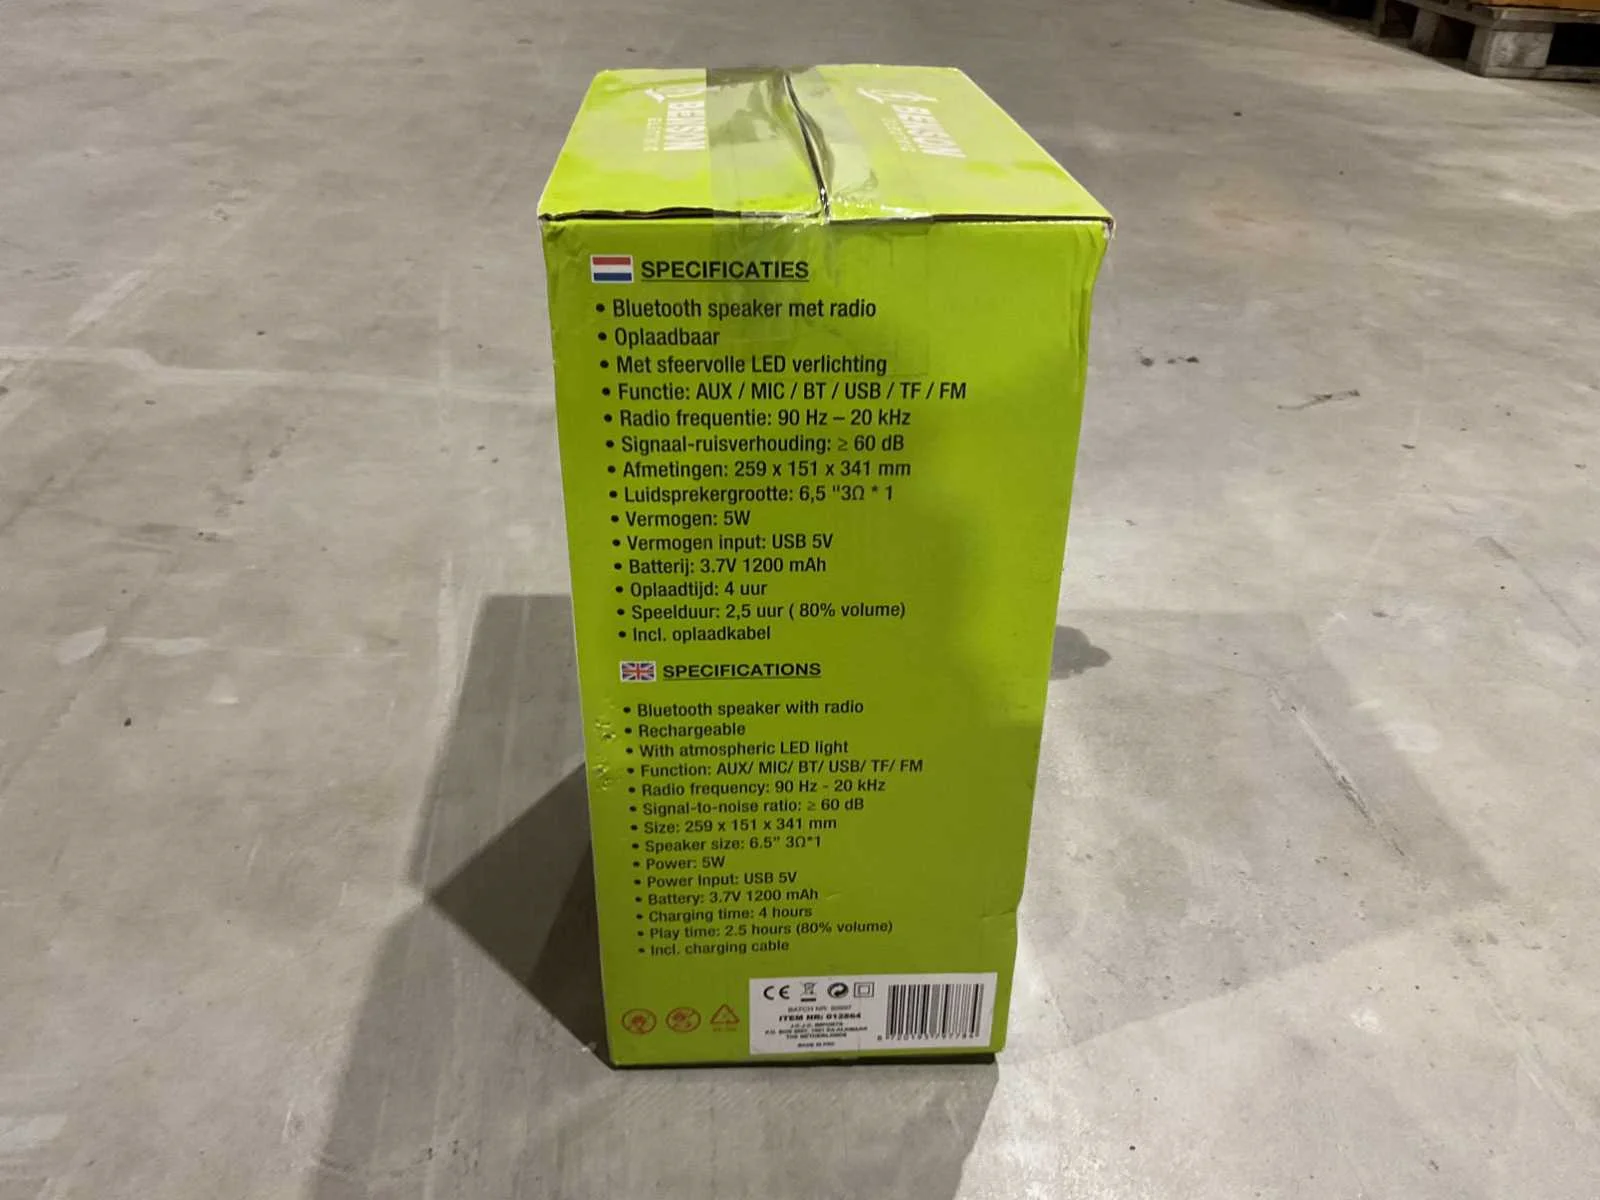 BENSON
BENSON
SPECIFICATIES
• Bluetooth speaker met radio
• Oplaadbaar
• Met sfeervolle LED verlichting
• Functie: AUX / MIC / BT / USB / TF / FM
• Radio frequentie: 90 Hz – 20 kHz
• Signaal-ruisverhouding: ≥ 60 dB
• Afmetingen: 259 x 151 x 341 mm
• Luidsprekergrootte: 6,5 "3Ω * 1
• Vermogen: 5W
• Vermogen input: USB 5V
• Batterij: 3.7V 1200 mAh
• Oplaadtijd: 4 uur
• Speelduur: 2,5 uur ( 80% volume)
• Incl. oplaadkabel
SPECIFICATIONS
• Bluetooth speaker with radio
• Rechargeable
• With atmospheric LED light
• Function: AUX/ MIC/ BT/ USB/ TF/ FM
• Radio frequency: 90 Hz - 20 kHz
• Signal-to-noise ratio: ≥ 60 dB
• Size: 259 x 151 x 341 mm
• Speaker size: 6.5" 3Ω*1
• Power: 5W
• Power Input: USB 5V
• Battery: 3.7V 1200 mAh
• Charging time: 4 hours
• Play time: 2.5 hours (80% volume)
• Incl. charging cable
CE
BATCH NR:
ITEM NR: 012864
THE NETHERLANDS